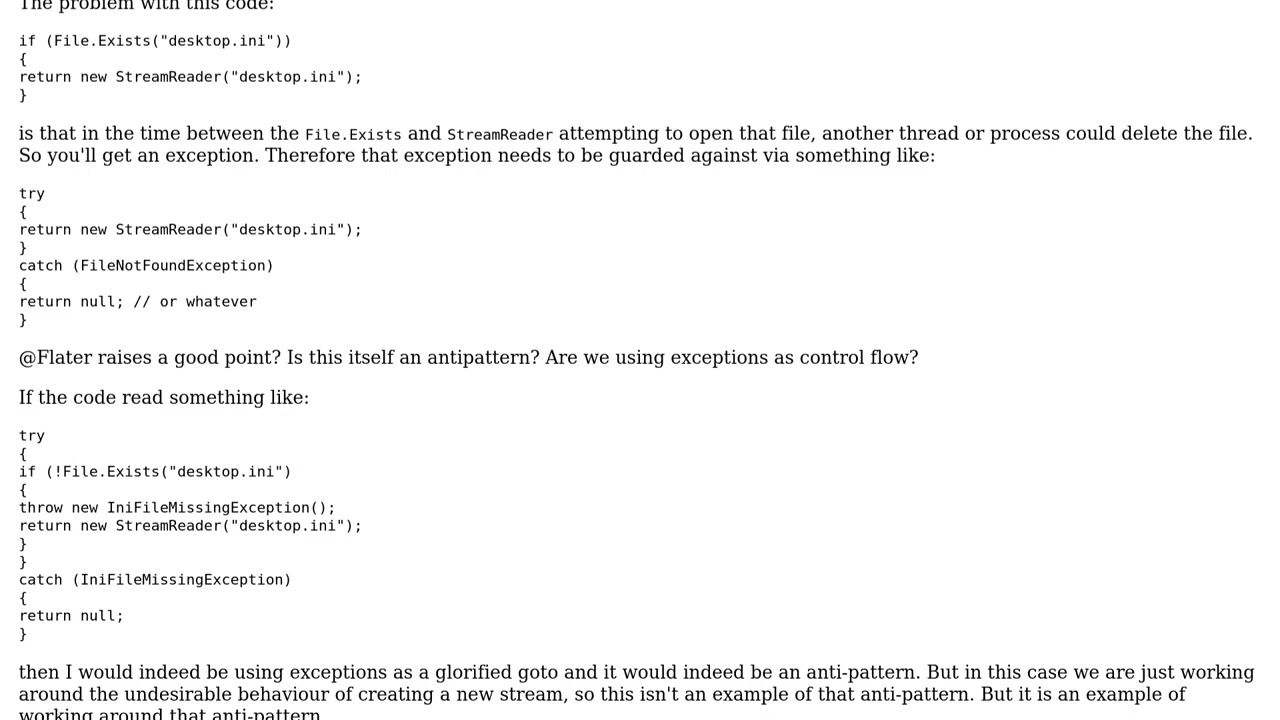 The problem with this code:
if (File.Exists("desktop.ini"))
{
return new StreamReader("desktop.ini");
}
is that in the time between the File.Exists and StreamReader attempting to open that file, another thread or process could delete the file.
So you'll get an exception. Therefore that exception needs to be guarded against via something like:
try
{
return new StreamReader("desktop.ini");
}
catch (FileNotFoundException)
{
return null; // or whatever
}
@Flater raises a good point? Is this itself an antipattern? Are we using exceptions as control flow?
If the code read something like:
try
{
if (!File.Exists("desktop.ini")
{
throw new IniFileMissingException();
return new StreamReader("desktop.ini");
}
}
catch (IniFileMissingException)
{
return null;
}
then I would indeed be using exceptions as a glorified goto and it would indeed be an anti-pattern. But in this case we are just working
around the undesirable behaviour of creating a new stream, so this isn't an example of that anti-pattern. But it is an example of
working around that anti-pattern